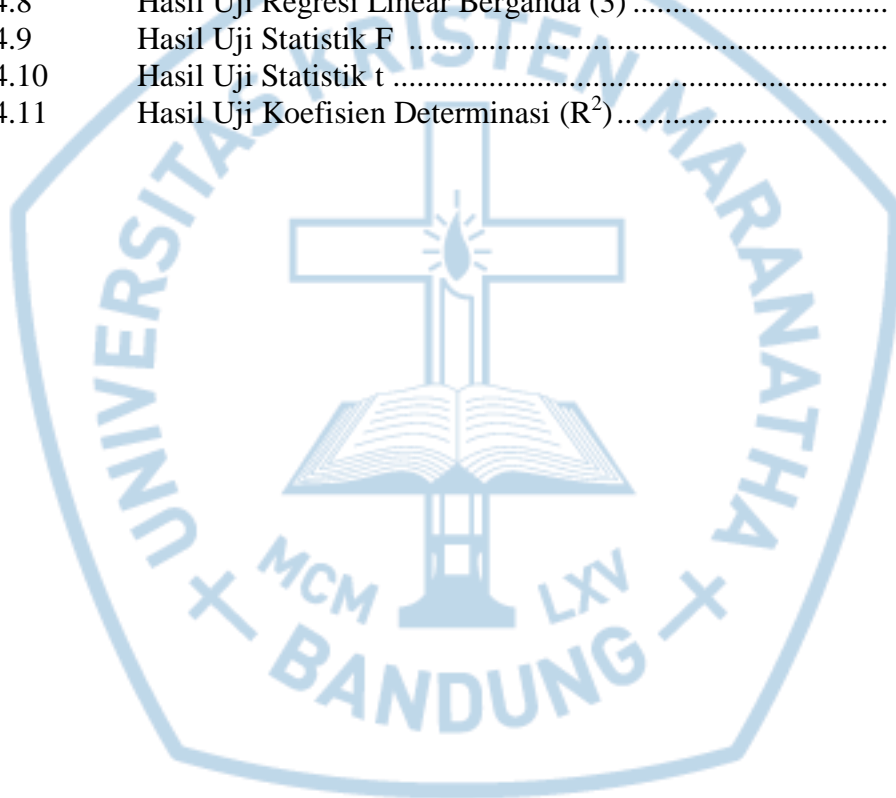 4.8 Hasil Uji Regresi Linear Berganda (3) ................................
4.9 Hasil Uji Statistik F ............................................................
4.10 Hasil Uji Statistik t ..............................................................
4.11 Hasil Uji Koefisien Determinasi (R²) ..................................
UNIVERSITAS KRISTEN MARANATHA
MCM LXV
BANDUNG